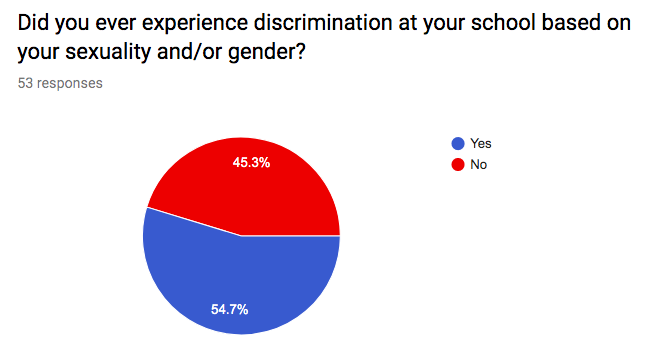 Did you ever experience discrimination at your school based on
your sexuality and/or gender?
53 responses
45.3%
54.7%
Yes
No